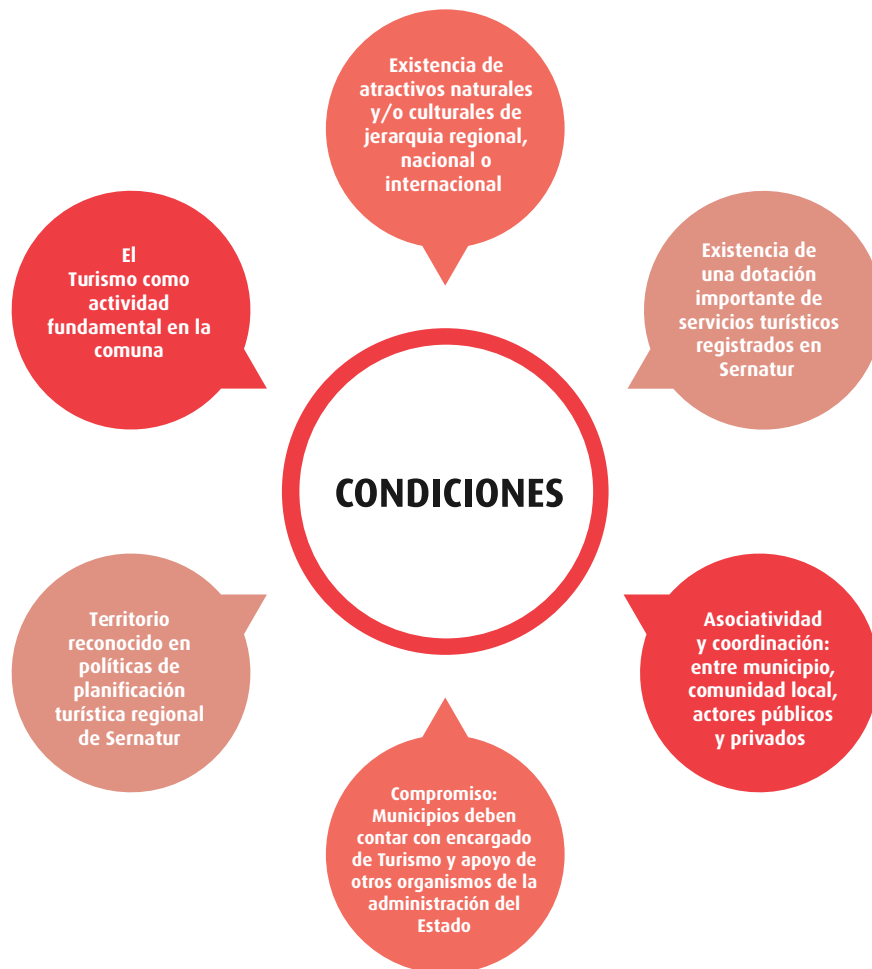 Existencia de
atractivos naturales
y/o culturales de
jerarquia regional,
nacional o
internacional
El
Turismo como
actividad
fundamental en la
comuna
Existencia de
una dotación
importante de
servicios turísticos
registrados en
Sernatur
CONDICIONES
Territorio
reconocido en
políticas de
planificación
turística regional
de Sernatur
Asociatividad
y coordinación:
entre municipio,
comunidad local,
actores públicos
y privados
Compromiso:
Municipios deben
contar con encargado
de Turismo y apoyo de
otros organismos de la
administración del
Estado